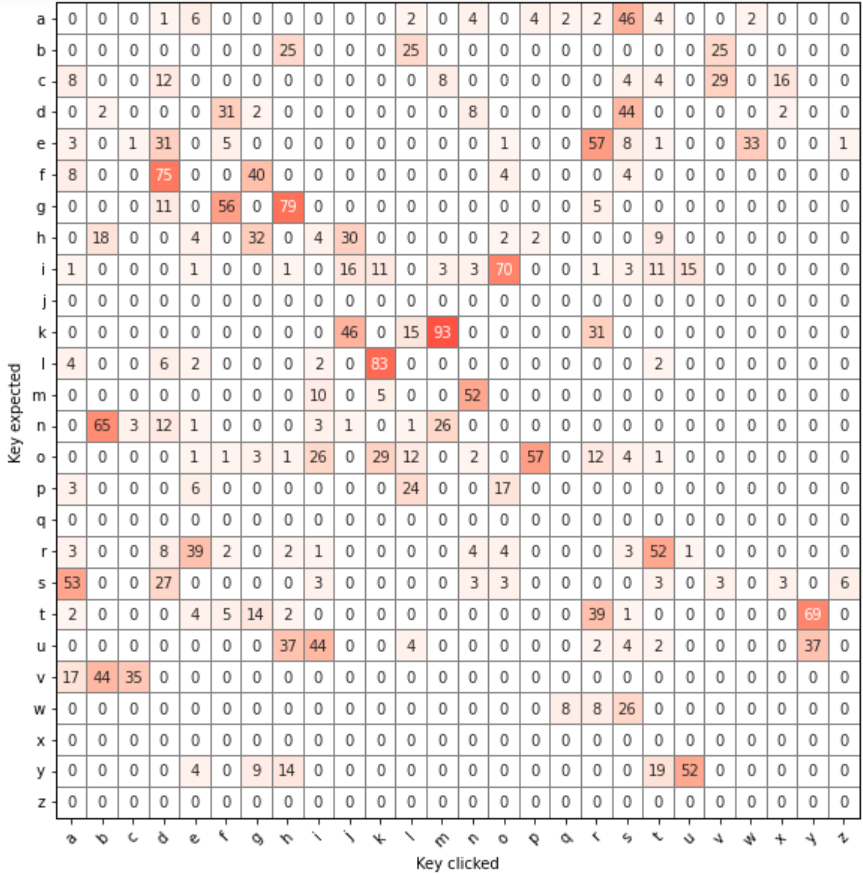 a 0 0 0 1 6 0 0 0 0 0 0 2 0 4 0 4 2 2 46 4 0 0 2 0 0 0
b 0 0 0 0 0 0 0 25 0 0 0 25 0 0 0 0 0 0 0 0 0 25 0 0 0 0
c 8 0 0 12 0 0 0 0 0 0 0 0 8 0 0 0 0 0 4 4 0 29 0 16 0 0
d 0 2 0 0 0 31 2 0 0 0 0 0 0 8 0 0 0 0 44 0 0 0 0 2 0 0
e 3 0 1 31 0 5 0 0 0 0 0 0 0 0 1 0 0 57 8 1 0 0 33 0 0 1
f 8 0 0 75 0 0 40 0 0 0 0 0 0 0 4 0 0 0 4 0 0 0 0 0 0 0
g 0 0 0 11 0 56 0 79 0 0 0 0 0 0 0 0 0 5 0 0 0 0 0 0 0 0
h 0 18 0 0 4 0 32 0 4 30 0 0 0 0 2 2 0 0 0 9 0 0 0 0 0 0
i 1 0 0 0 1 0 0 1 0 16 11 0 3 3 70 0 0 1 3 11 15 0 0 0 0 0
j 0 0 0 0 0 0 0 0 0 0 0 0 0 0 0 0 0 0 0 0 0 0 0 0 0 0
k 0 0 0 0 0 0 0 0 0 46 0 15 93 0 0 0 0 31 0 0 0 0 0 0 0 0
l 4 0 0 6 2 0 0 0 2 0 83 0 0 0 0 0 0 0 0 2 0 0 0 0 0 0
m 0 0 0 0 0 0 0 0 10 0 5 0 0 52 0 0 0 0 0 0 0 0 0 0 0 0
n 0 65 3 12 1 0 0 0 3 1 0 1 26 0 0 0 0 0 0 0 0 0 0 0 0 0
o 0 0 0 0 1 1 3 1 26 0 29 12 0 2 0 57 0 12 4 1 0 0 0 0 0 0
p 3 0 0 0 6 0 0 0 0 0 0 24 0 0 17 0 0 0 0 0 0 0 0 0 0 0
q 0 0 0 0 0 0 0 0 0 0 0 0 0 0 0 0 0 0 0 0 0 0 0 0 0 0
r 3 0 0 8 39 2 0 2 1 0 0 0 0 4 4 0 0 0 3 52 1 0 0 0 0 0
s 53 0 0 27 0 0 0 0 3 0 0 0 0 3 3 0 0 0 0 3 0 3 0 3 0 6
t 2 0 0 0 4 5 14 2 0 0 0 0 0 0 0 0 0 39 1 0 0 0 0 0 69 0
u 0 0 0 0 0 0 0 37 44 0 0 4 0 0 0 0 0 2 4 2 0 0 0 0 37 0
v 17 44 35 0 0 0 0 0 0 0 0 0 0 0 0 0 0 0 0 0 0 0 0 0 0 0
w 0 0 0 0 0 0 0 0 0 0 0 0 0 0 0 0 8 8 26 0 0 0 0 0 0 0
x 0 0 0 0 0 0 0 0 0 0 0 0 0 0 0 0 0 0 0 0 0 0 0 0 0 0
y 0 0 0 0 4 0 9 14 0 0 0 0 0 0 0 0 0 0 0 19 52 0 0 0 0 0
z 0 0 0 0 0 0 0 0 0 0 0 0 0 0 0 0 0 0 0 0 0 0 0 0 0 0
a b c d e f g h i j k l m n o p q r s t u v w x y z
Key clicked
Key expected